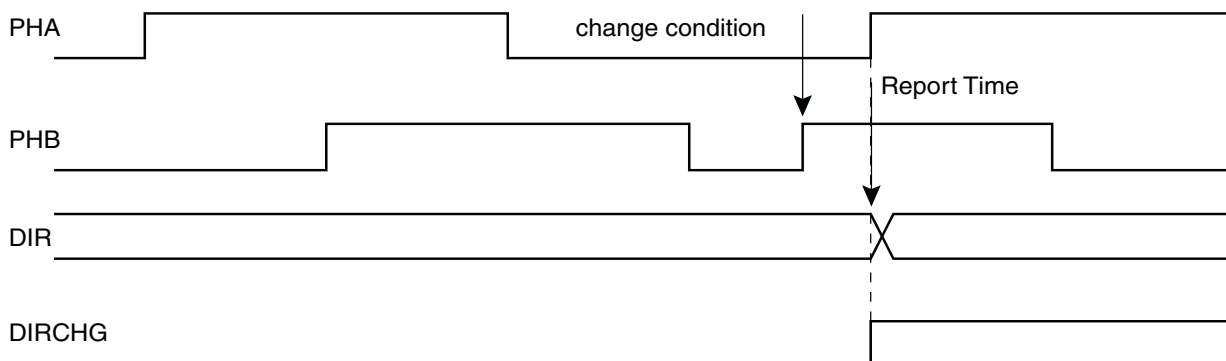 PHA
change condition
Report Time
PHB
DIR
DIRCHG